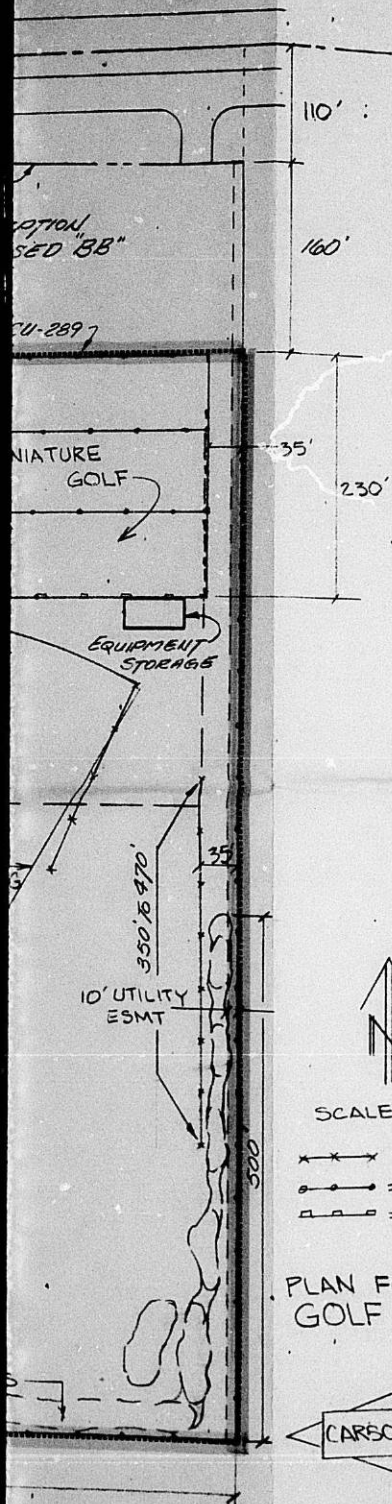 110'
160'
SED "BB"
CU-289
NIATURE
GOLF
35'
230'
EQUIPMENT
STORAGE
35'
350' TO 470'
10' UTILITY
ESMT
500'
N
SCALE
PLAN F
GOLF
CARSO